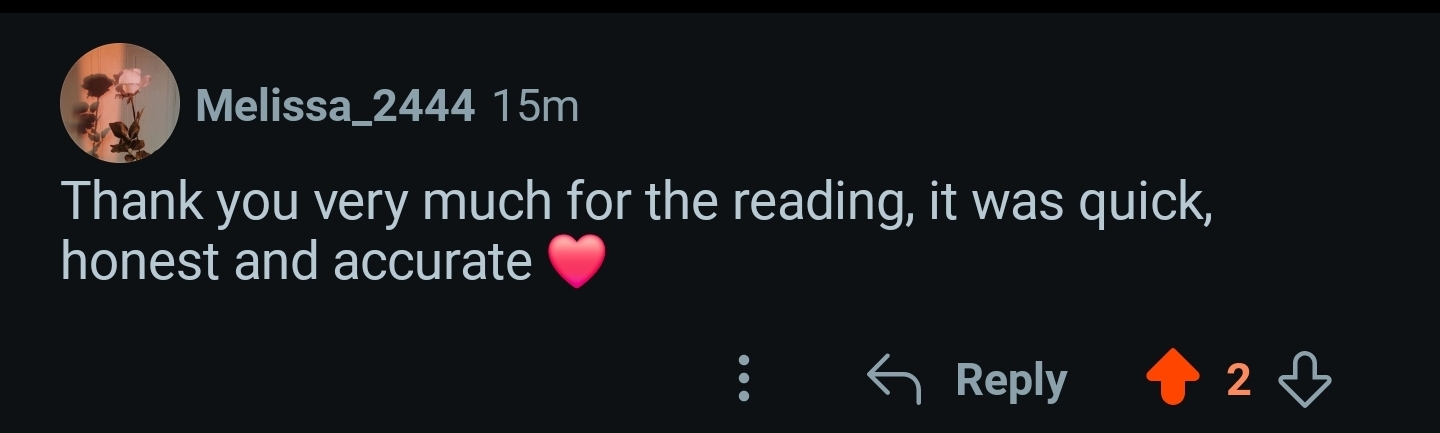 Melissa_2444 15m
Thank you very much for the reading, it was quick,
honest and accurate ❤️
Reply 2